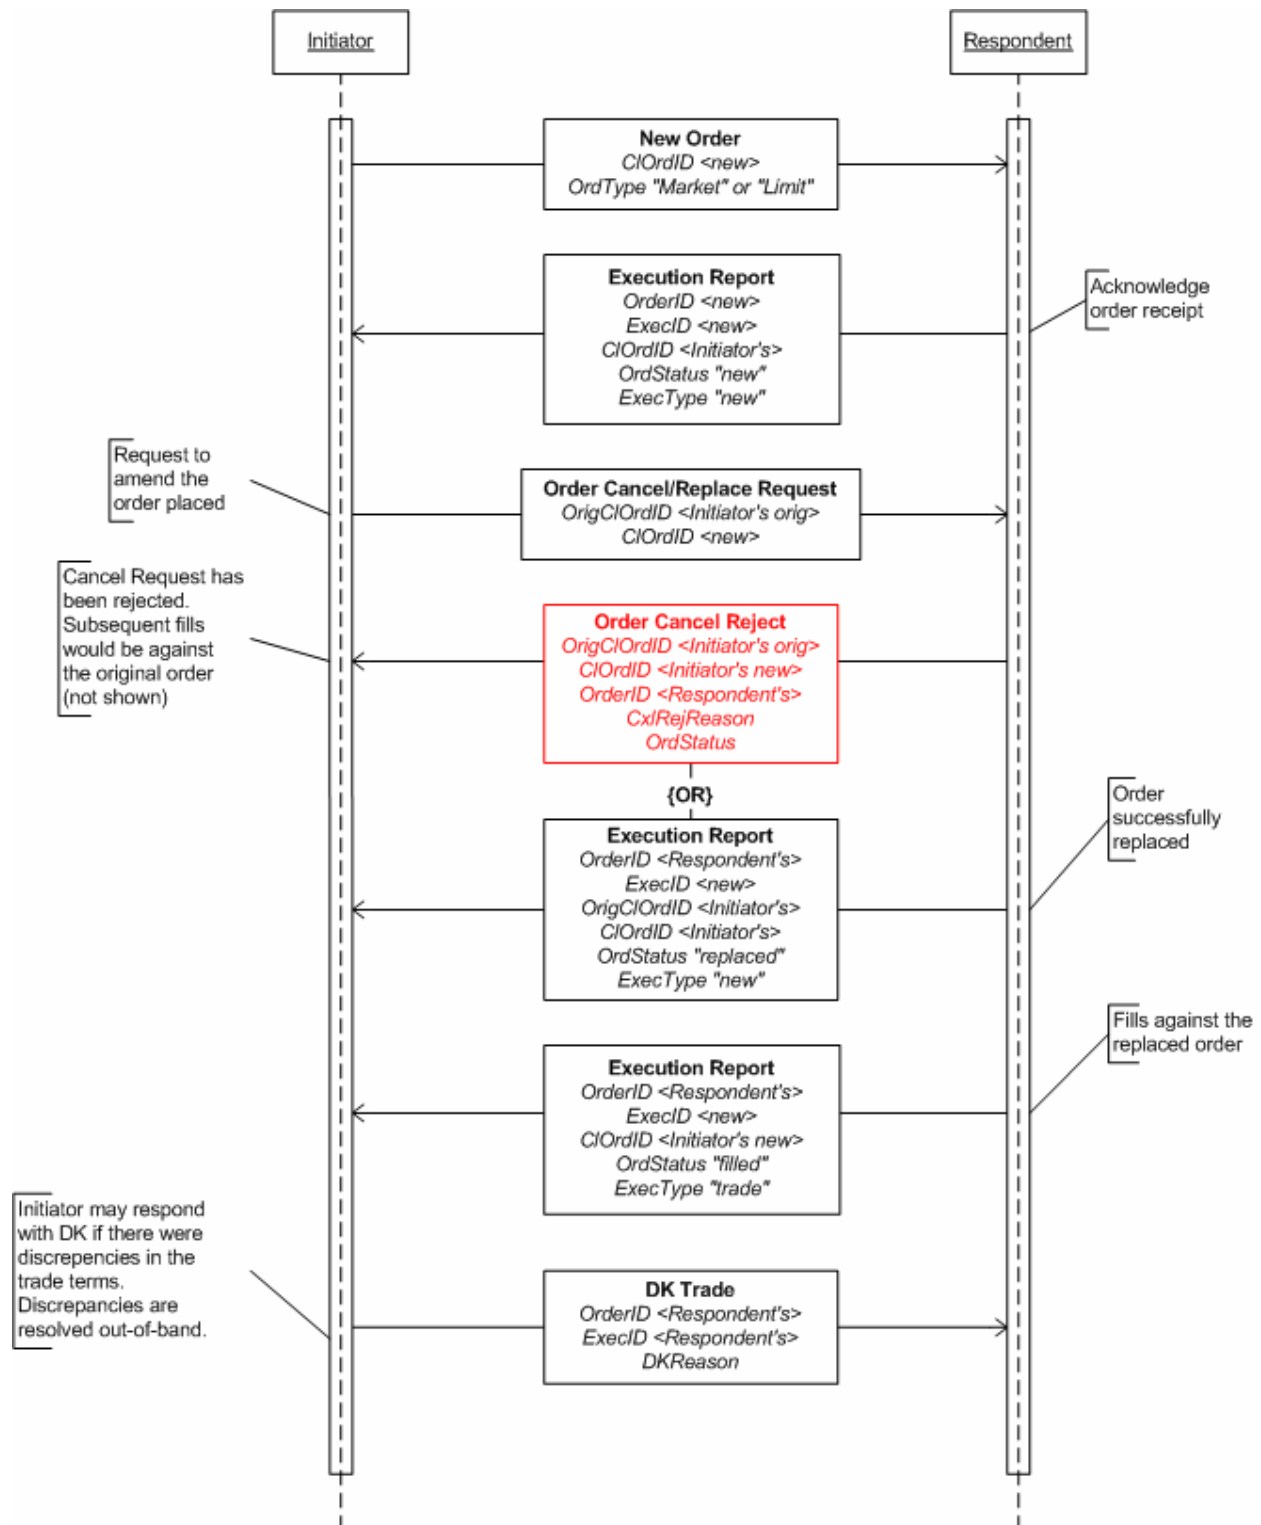 Initiator
Respondent
New Order
ClOrdID <new>
OrdType "Market" or "Limit"
Execution Report
OrderID <new>
ExecID <new>
ClOrdID <Initiator's>
OrdStatus "new"
ExecType "new"
Acknowledge
order receipt
Request to
amend the
order placed
Order Cancel/Replace Request
OrigClOrdID <Initiator's orig>
ClOrdID <new>
Cancel Request has
been rejected.
Subsequent fills
would be against
the original order
(not shown)
Order Cancel Reject
OrigClOrdID <Initiator's orig>
ClOrdID <Initiator's new>
OrderID <Respondent's>
CxlRejReason
OrdStatus
{OR}
Execution Report
OrderID <Respondent's>
ExecID <new>
OrigClOrdID <Initiator's>
ClOrdID <Initiator's>
OrdStatus "replaced"
ExecType "new"
Order
successfully
replaced
Execution Report
OrderID <Respondent's>
ExecID <new>
ClOrdID <Initiator's new>
OrdStatus "filled"
ExecType "trade"
Fills against the
replaced order
Initiator may respond
with DK if there were
discrepencies in the
trade terms.
Discrepancies are
resolved out-of-band.
DK Trade
OrderID <Respondent's>
ExecID <Respondent's>
DKReason